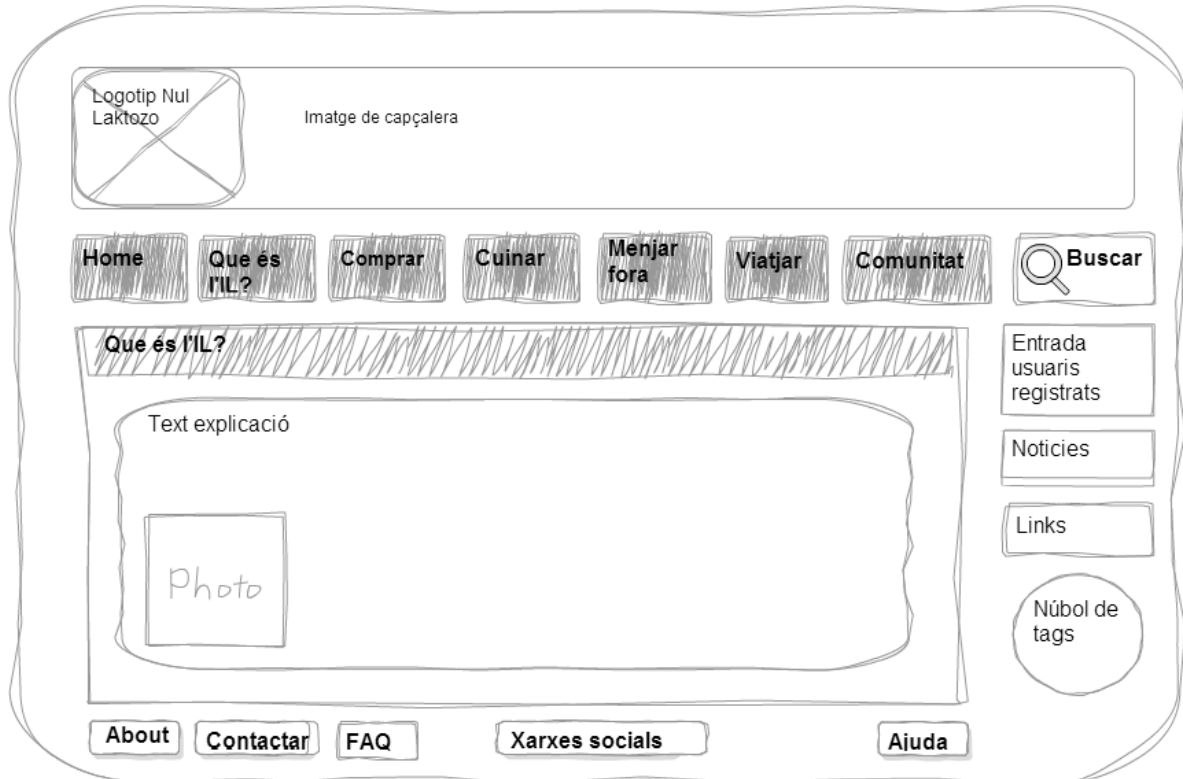 Logotip Nul
Laktozo
Imatge de capçalera
Home
Que és
l'IL?
Comprar
Cuinar
Menjar
fora
Viatjar
Comunitat
Buscar
Que és l'IL?
Text explicació
Photo
Entrada
usuaris
registrats
Noticies
Links
Núbol de
tags
About
Contactar
FAQ
Xarxes socials
Ajuda